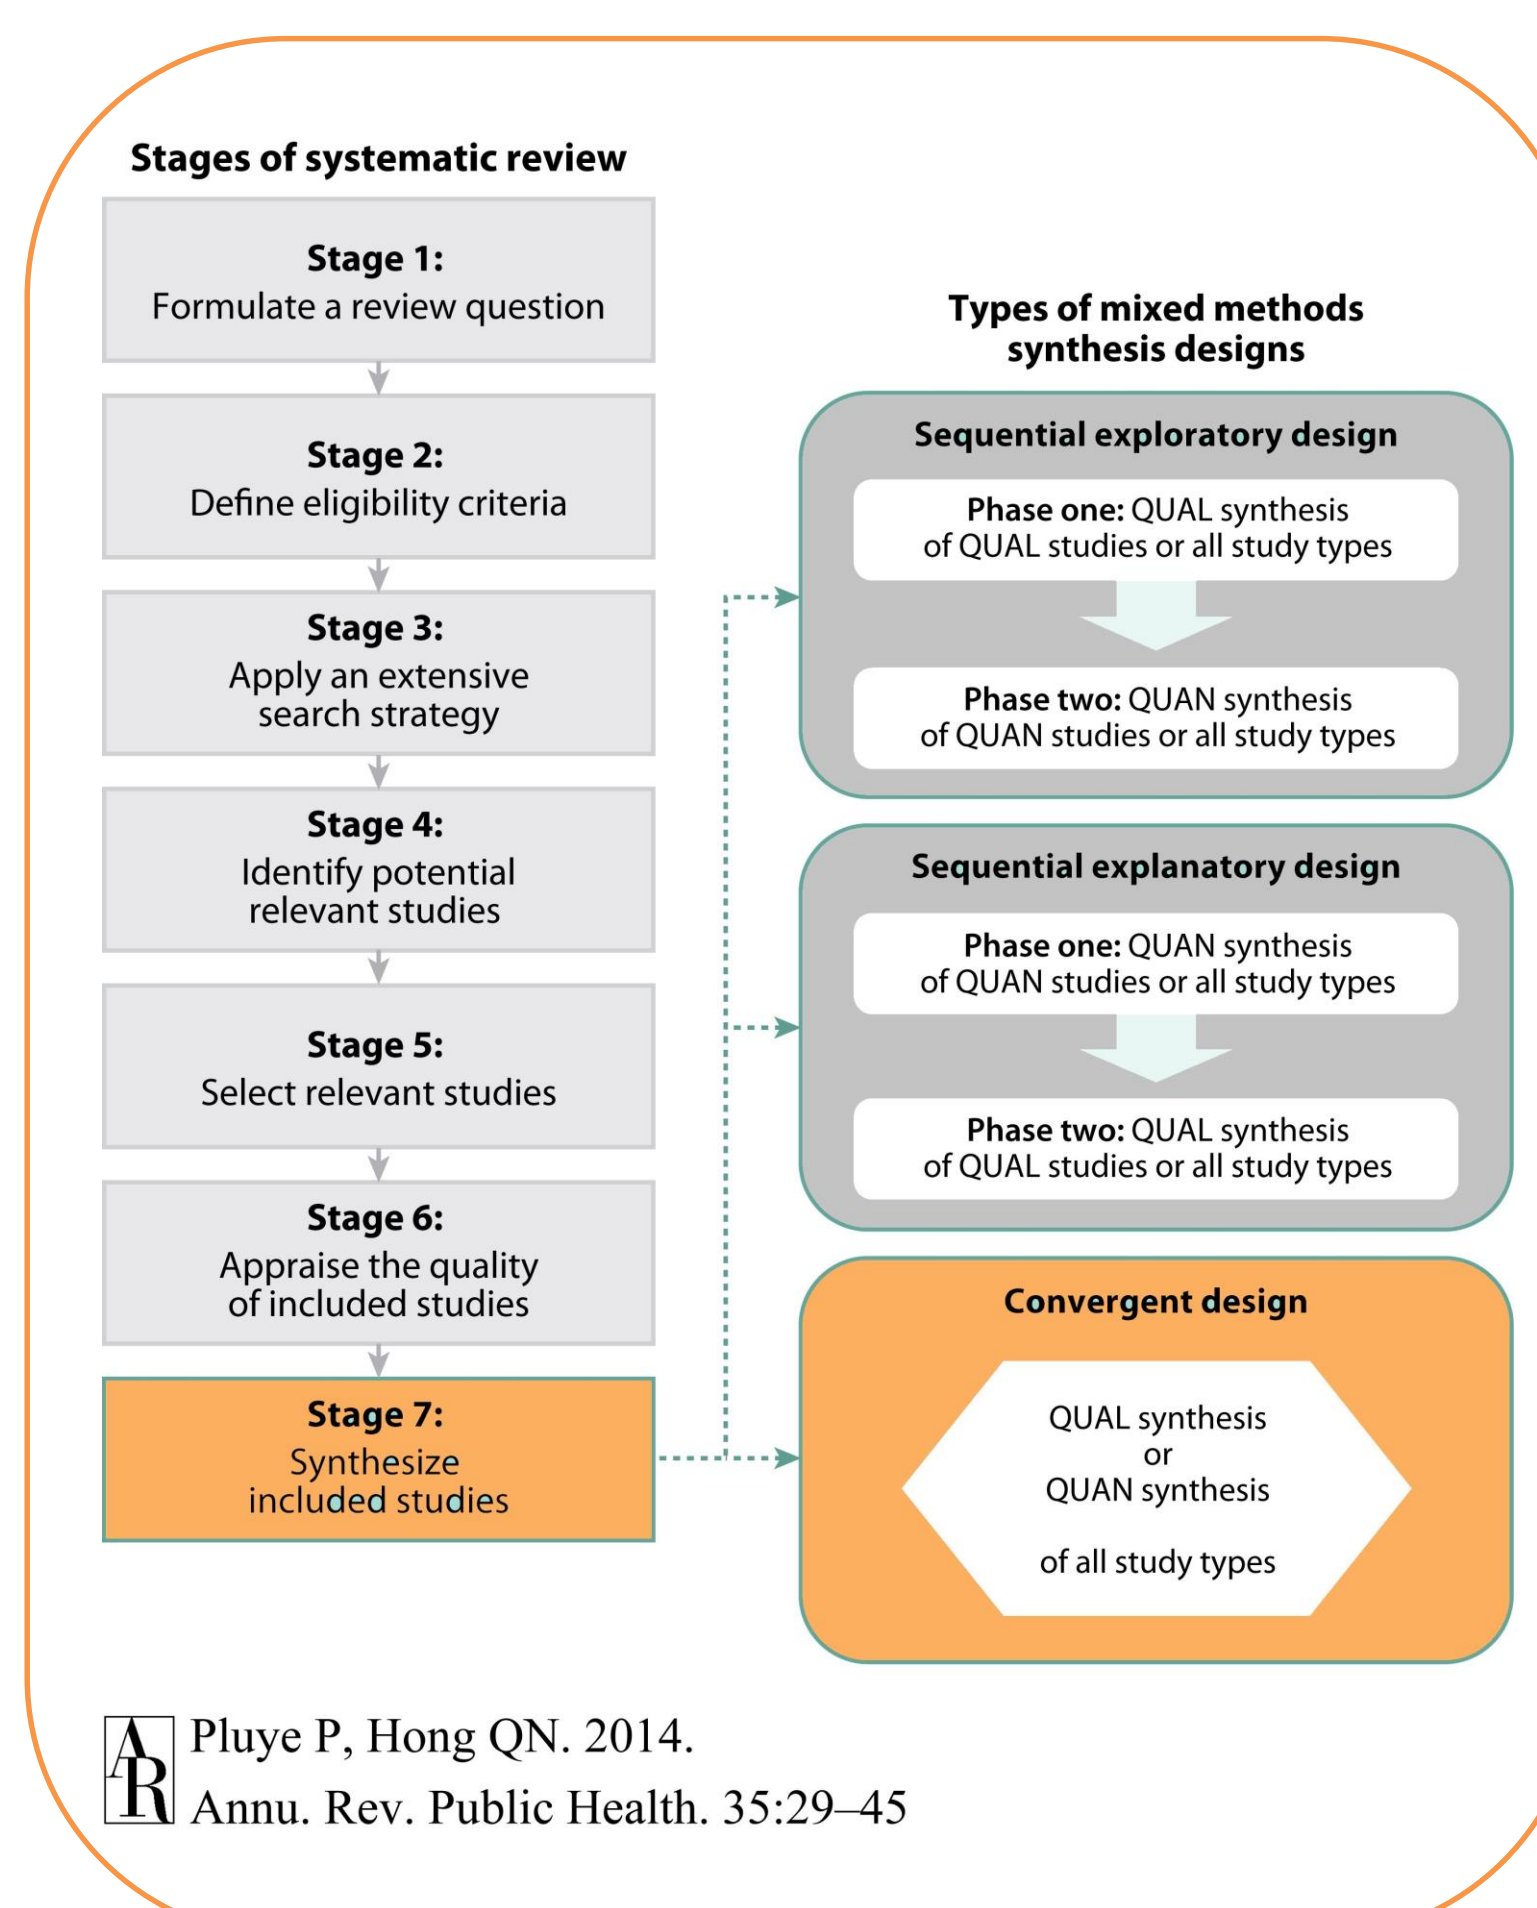 Stages of systematic review
Stage 1:
Formulate a review question
Stage 2:
Define eligibility criteria
Stage 3:
Apply an extensive
search strategy
Stage 4:
Identify potential
relevant studies
Stage 5:
Select relevant studies
Stage 6:
Appraise the quality
of included studies
Stage 7:
Synthesize
included studies
Types of mixed methods
synthesis designs
Sequential exploratory design
Phase one: QUAL synthesis
of QUAL studies or all study types
Phase two: QUAN synthesis
of QUAN studies or all study types
Sequential explanatory design
Phase one: QUAN synthesis
of QUAN studies or all study types
Phase two: QUAL synthesis
of QUAL studies or all study types
Convergent design
QUAL synthesis
or
QUAN synthesis
of all study types
AR
Pluye P, Hong QN. 2014.
Annu. Rev. Public Health. 35:29–45